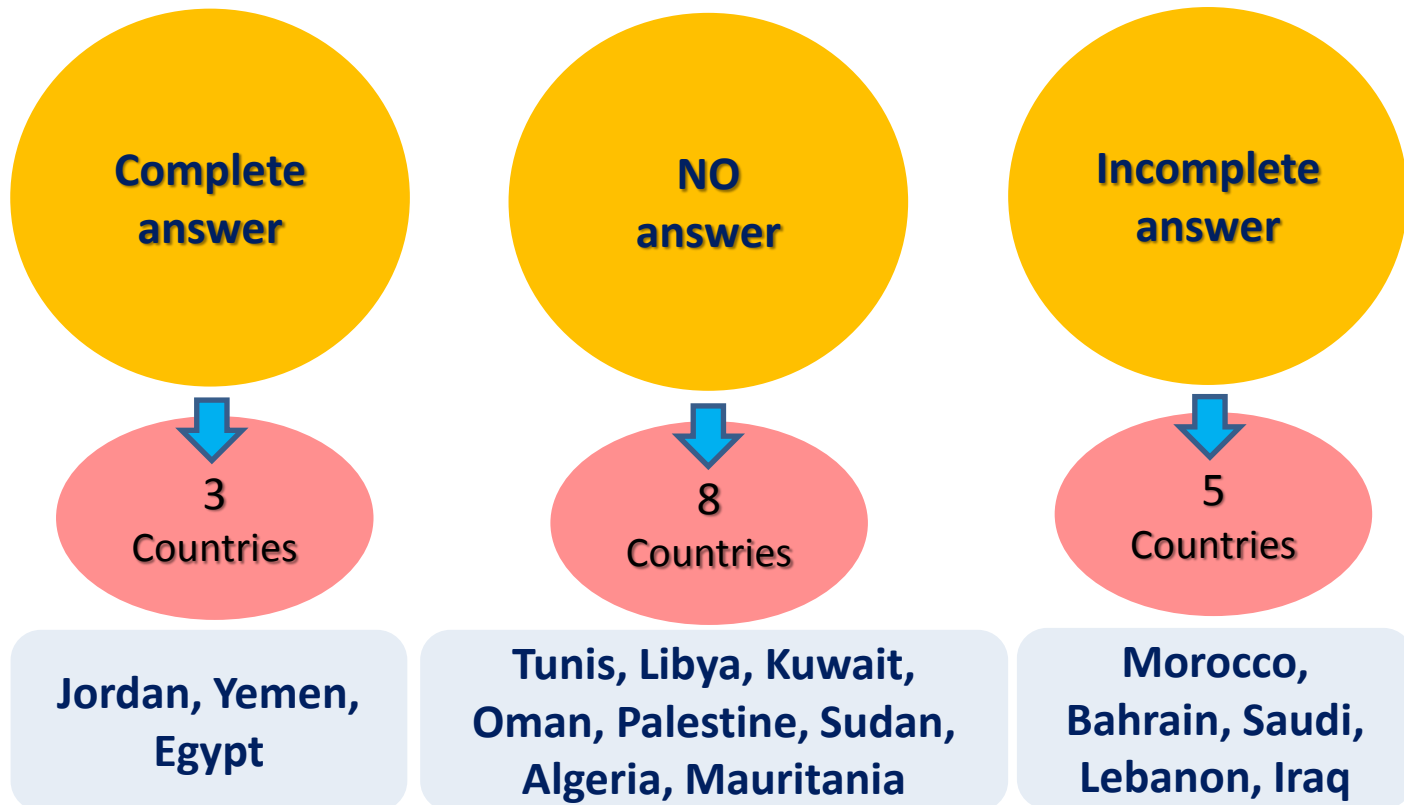 Complete
answer
NO
answer
Incomplete
answer
3
Countries
8
Countries
5
Countries
Jordan, Yemen,
Egypt
Tunis, Libya, Kuwait,
Oman, Palestine, Sudan,
Algeria, Mauritania
Morocco,
Bahrain, Saudi,
Lebanon, Iraq